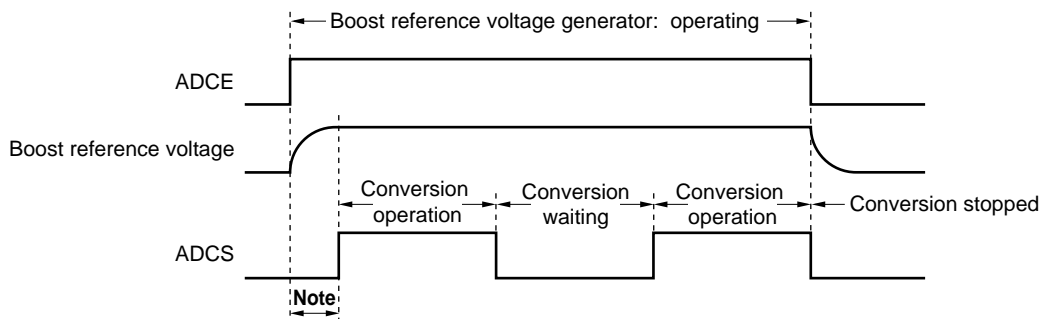 Boost reference voltage generator: operating
ADCE
Boost reference voltage
Conversion
operation
Conversion
waiting
Conversion
operation
Conversion stopped
ADCS
Note